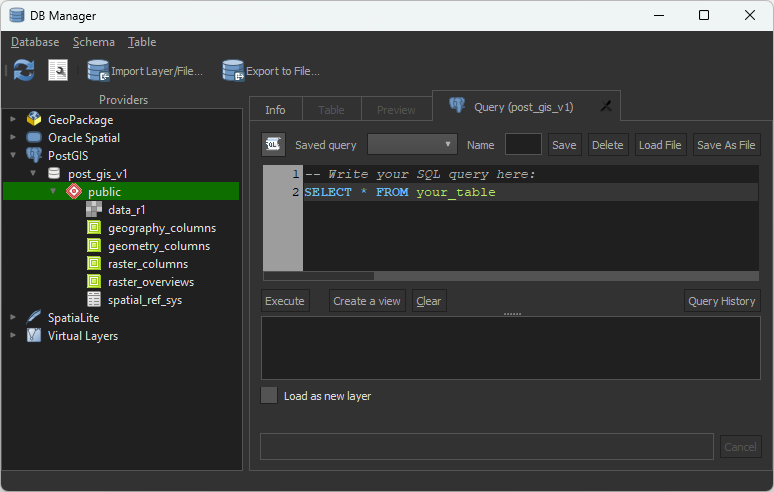 DB Manager
Database Schema Table
Import Layer/File... Export to File...
Providers
GeoPackage
Oracle Spatial
PostGIS
post_gis_v1
public
data_r1
geography_columns
geometry_columns
raster_columns
raster_overviews
spatial_ref_sys
SpatiaLite
Virtual Layers
Info Table Preview Query (post_gis_v1)
SQL Saved query Name Save Delete Load File Save As File
1 -- Write your SQL query here:
2 SELECT * FROM your_table
Execute Create a view Clear Query History
Load as new layer
Cancel